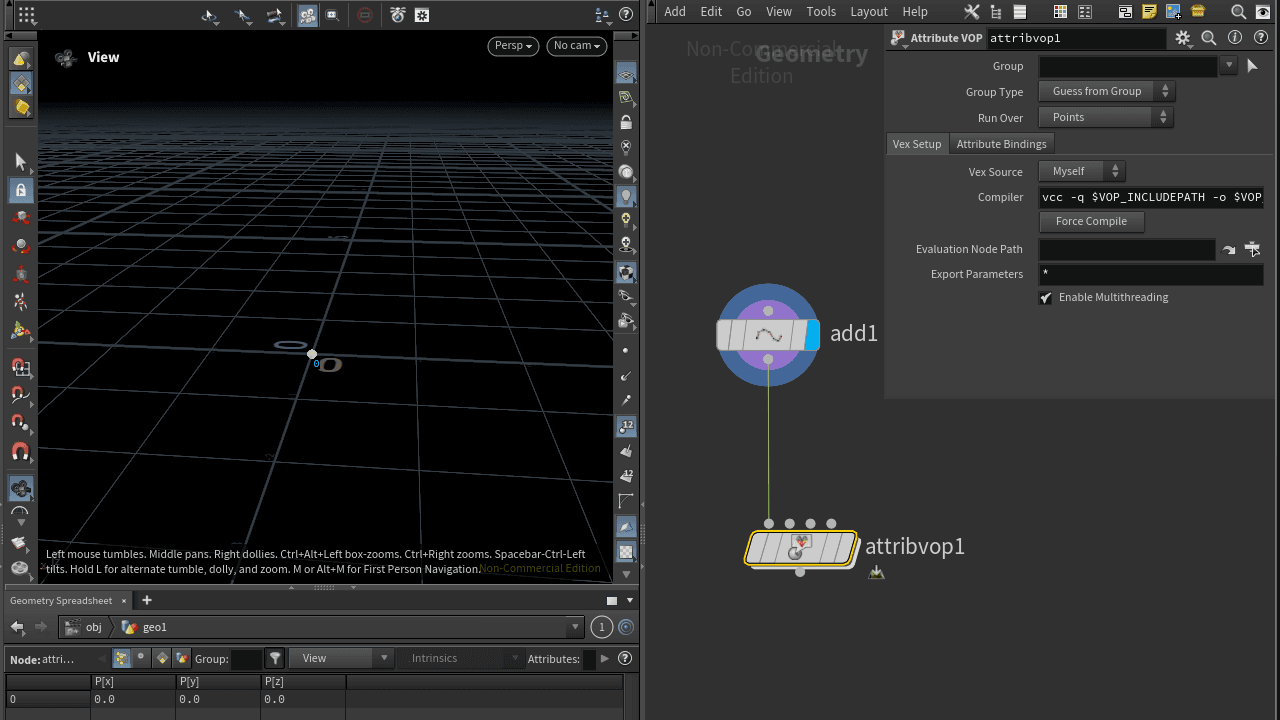 View
Persp
No cam
0
Left mouse tumbles. Middle pans. Right dollies. Ctrl+Alt+Left box-zooms. Ctrl+Right zooms. Spacebar-Ctrl-Left
tilts. Hold L for alternate tumble, dolly, and zoom. M or Alt+M for First Person Navigation.
Non-Commercial Edition
12
12
Geometry Spreadsheet × +
obj geo1 1
Node: attri... Group: View Intrinsics Attributes:
P[x] P[y] P[z]
0 0.0 0.0 0.0
Add Edit Go View Tools Layout Help
Non-Commercial
Edition
Geometry
Attribute VOP attribvop1
Group
Group Type Guess from Group
Run Over Points
Vex Setup Attribute Bindings
Vex Source Myself
Compiler vcc -q $VOP_INCLUDEPATH -o $VOP
Force Compile
Evaluation Node Path
Export Parameters *
Enable Multithreading
add1
attribvop1